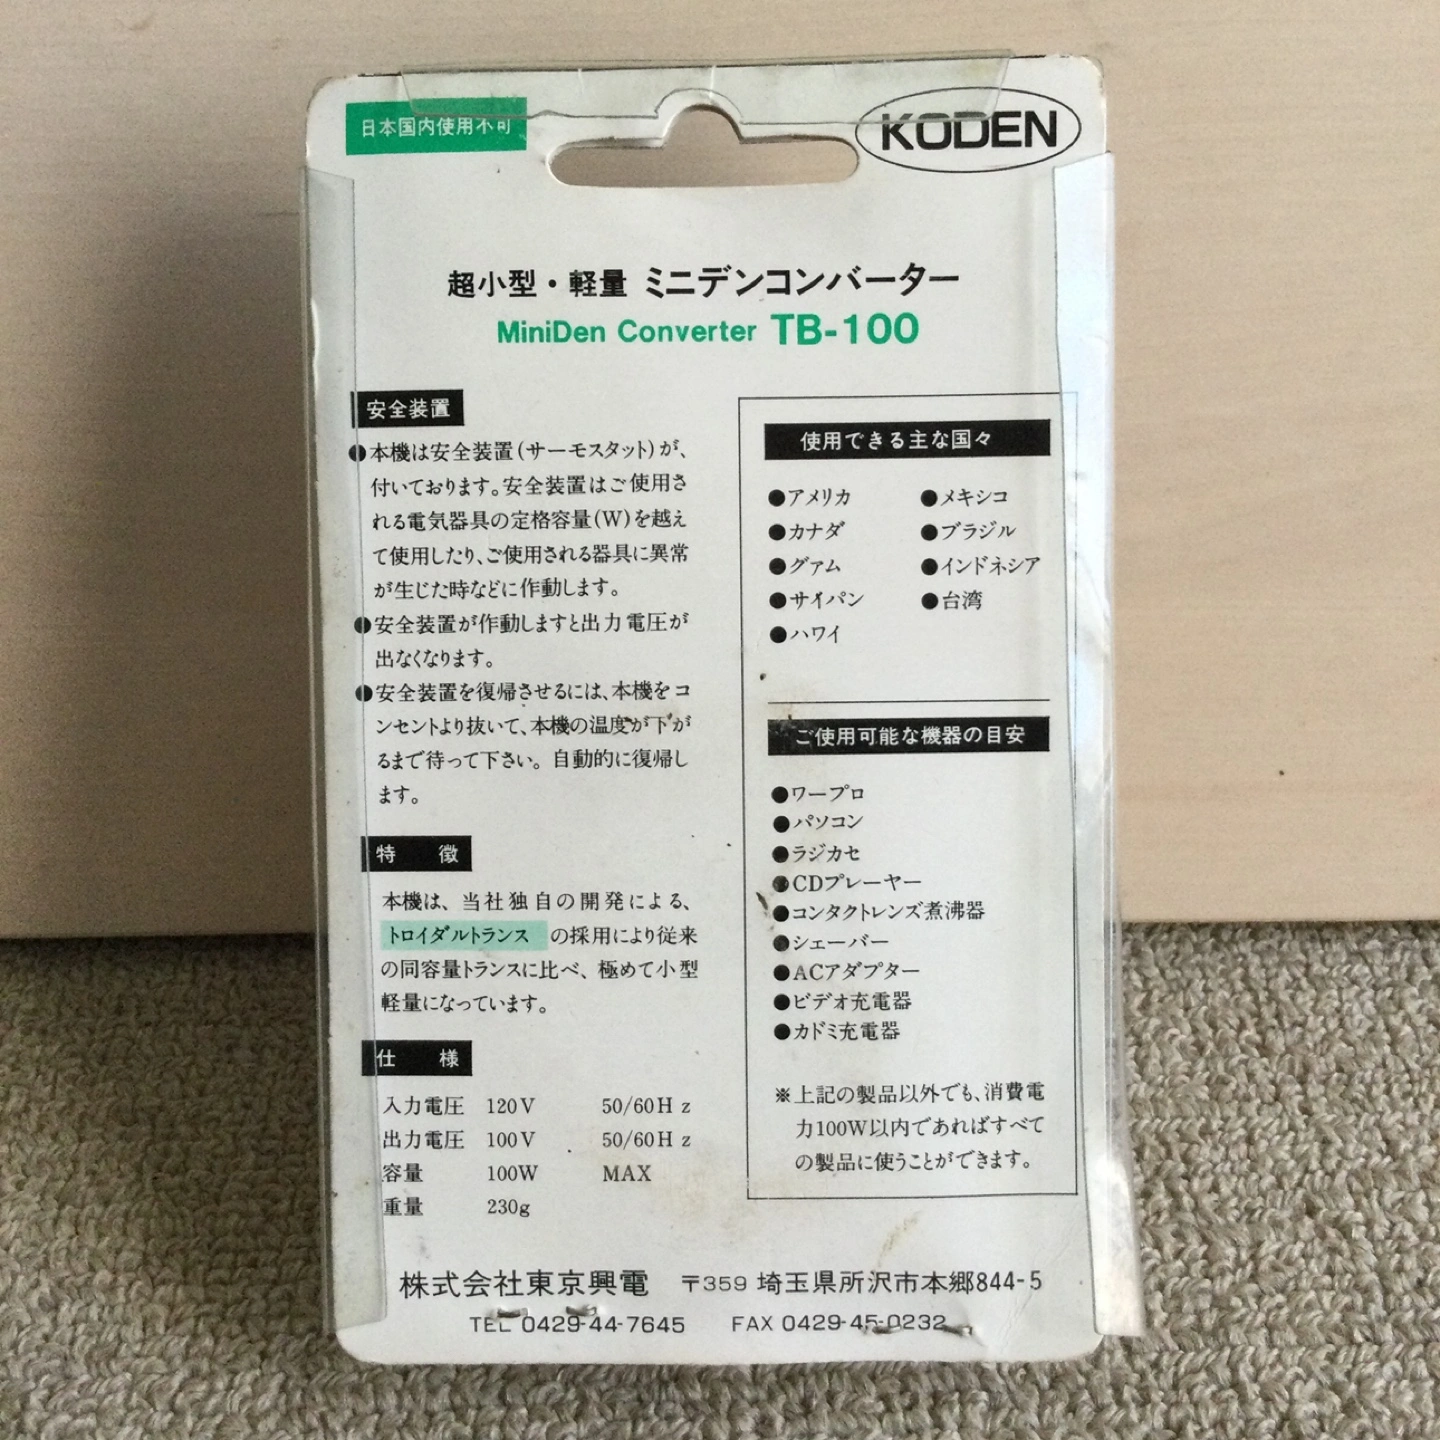 日本国内使用不可
KODEN
超小型・軽量 ミニデンコンバーター
MiniDen Converter TB-100
安全装置
●本機は安全装置(サーモスタット)が、
付いております。安全装置はご使用さ
れる電気器具の定格容量(W)を越え
て使用したり、ご使用される器具に異常
が生じた時などに作動します。
●安全装置が作動しますと出力電圧が
出なくなります。
●安全装置を復帰させるには、本機をコ
ンセントより抜いて、本機の温度が下が
るまで待って下さい。自動的に復帰し
ます。
特 徴
本機は、当社独自の開発による、
トロイダルトランス の採用により従来
の同容量トランスに比べ、極めて小型
軽量になっています。
仕 様
入力電圧 120V 50/60Hz
出力電圧 100V 50/60Hz
容量 100W MAX
重量 230g
使用できる主な国々
●アメリカ ●メキシコ
●カナダ ●ブラジル
●グァム ●インドネシア
●サイパン ●台湾
●ハワイ
ご使用可能な機器の目安
●ワープロ
●パソコン
●ラジカセ
●CDプレーヤー
●コンタクトレンズ煮沸器
●シェーバー
●ACアダプター
●ビデオ充電器
●カドミ充電器
※上記の製品以外でも、消費電
力100W以内であればすべて
の製品に使うことができます。
株式会社東京興電 〒359 埼玉県所沢市本郷844-5
TEL 0429-44-7645 FAX 0429-45-0232